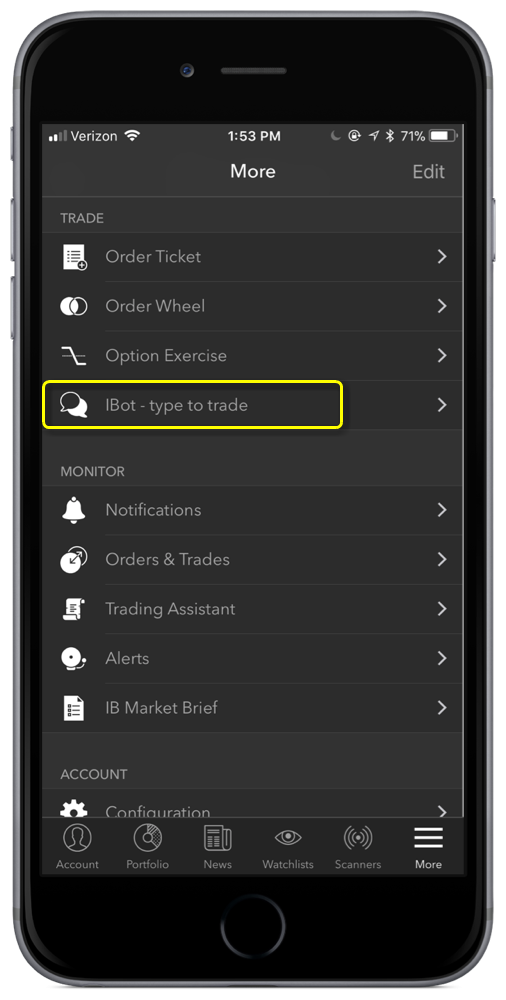 Verizon 1:53 PM 71%
More Edit
TRADE
Order Ticket
Order Wheel
Option Exercise
IBot - type to trade
MONITOR
Notifications
Orders & Trades
Trading Assistant
Alerts
IB Market Brief
ACCOUNT
Configuration
Account Portfolio News Watchlists Scanners More